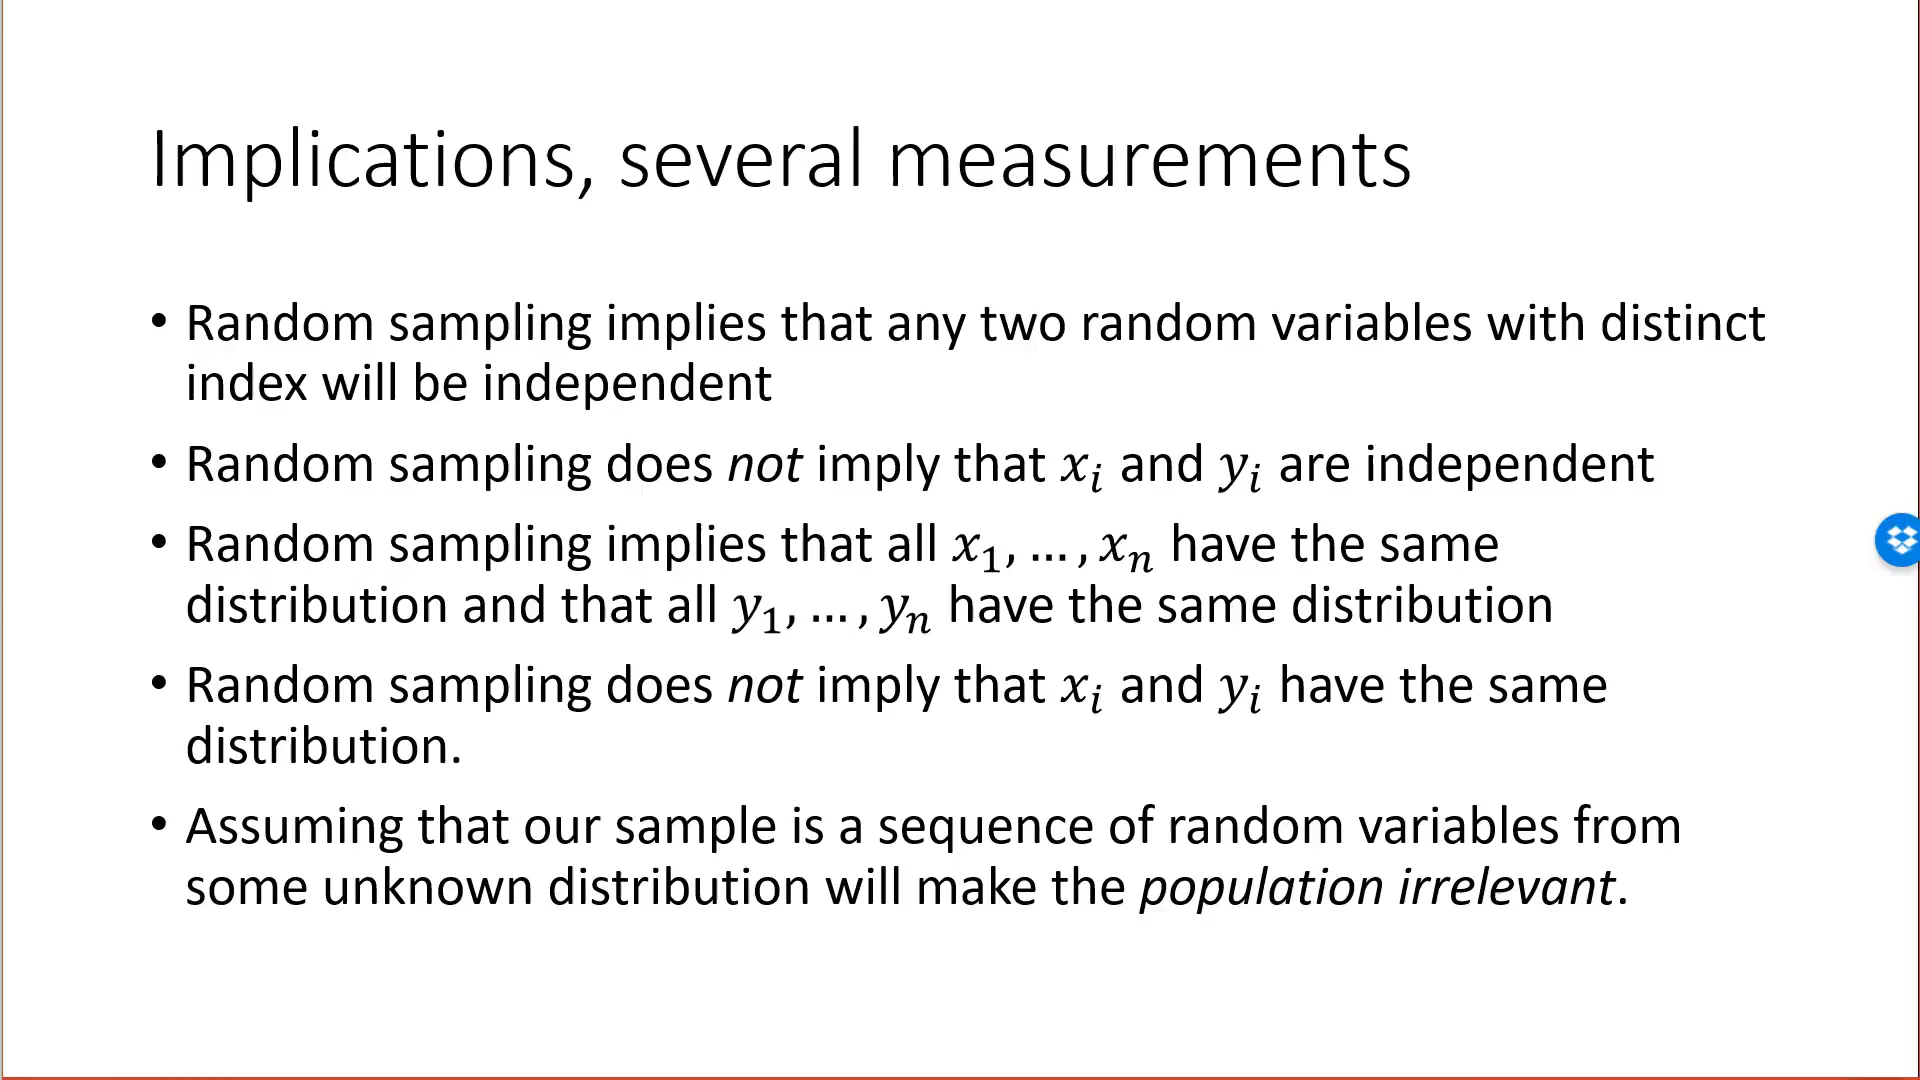 Implications, several measurements
• Random sampling implies that any two random variables with distinct
index will be independent
• Random sampling does not imply that xᵢ and yᵢ are independent
• Random sampling implies that all x₁, … , xₙ have the same
distribution and that all y₁, … , yₙ have the same distribution
• Random sampling does not imply that xᵢ and yᵢ have the same
distribution.
• Assuming that our sample is a sequence of random variables from
some unknown distribution will make the population irrelevant.